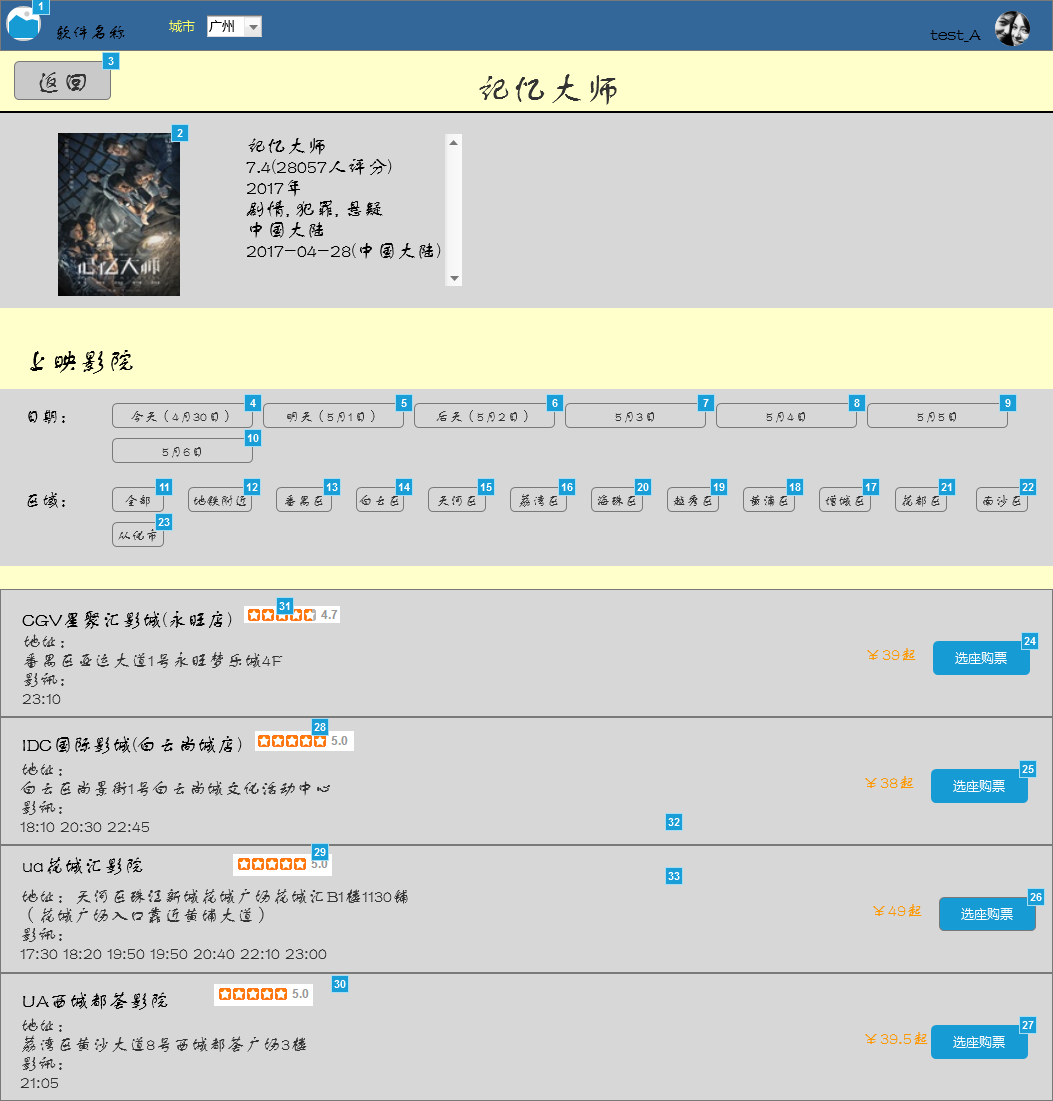 1
软件名称
城市
广州
test_A
3
返回
记忆大师
2
记忆大师
记忆大师
7.4(28057人评分)
2017年
剧情,犯罪,悬疑
中国大陆
2017-04-28(中国大陆)
上映影院
日期：
4
今天（4月30日）
5
明天（5月1日）
6
后天（5月2日）
7
5月3日
8
5月4日
9
5月5日
10
5月6日
区域：
11
全部
12
地铁附近
13
番禺区
14
白云区
15
天河区
16
荔湾区
20
海珠区
19
越秀区
18
黄浦区
17
增城区
21
花都区
22
南沙区
23
从化市
CGV星聚汇影城(永旺店)
31
4.7
地址：
番禺区亚运大道1号永旺梦乐城4F
影讯：
23:10
￥39起
24
选座购票
IDC国际影城(白云尚城店)
28
5.0
地址：
白云区尚景街1号白云尚城文化活动中心
影讯：
18:10 20:30 22:45
￥38起
25
选座购票
32
ua花城汇影院
29
5.0
33
地址：天河区珠江新城花城广场花城汇B1楼1130铺
（花城广场入口靠近黄埔大道）
影讯：
17:30 18:20 19:50 19:50 20:40 22:10 23:00
￥49起
26
选座购票
UA西城都荟影院
5.0
30
地址：
荔湾区黄沙大道8号西城都荟广场3楼
影讯：
21:05
￥39.5起
27
选座购票